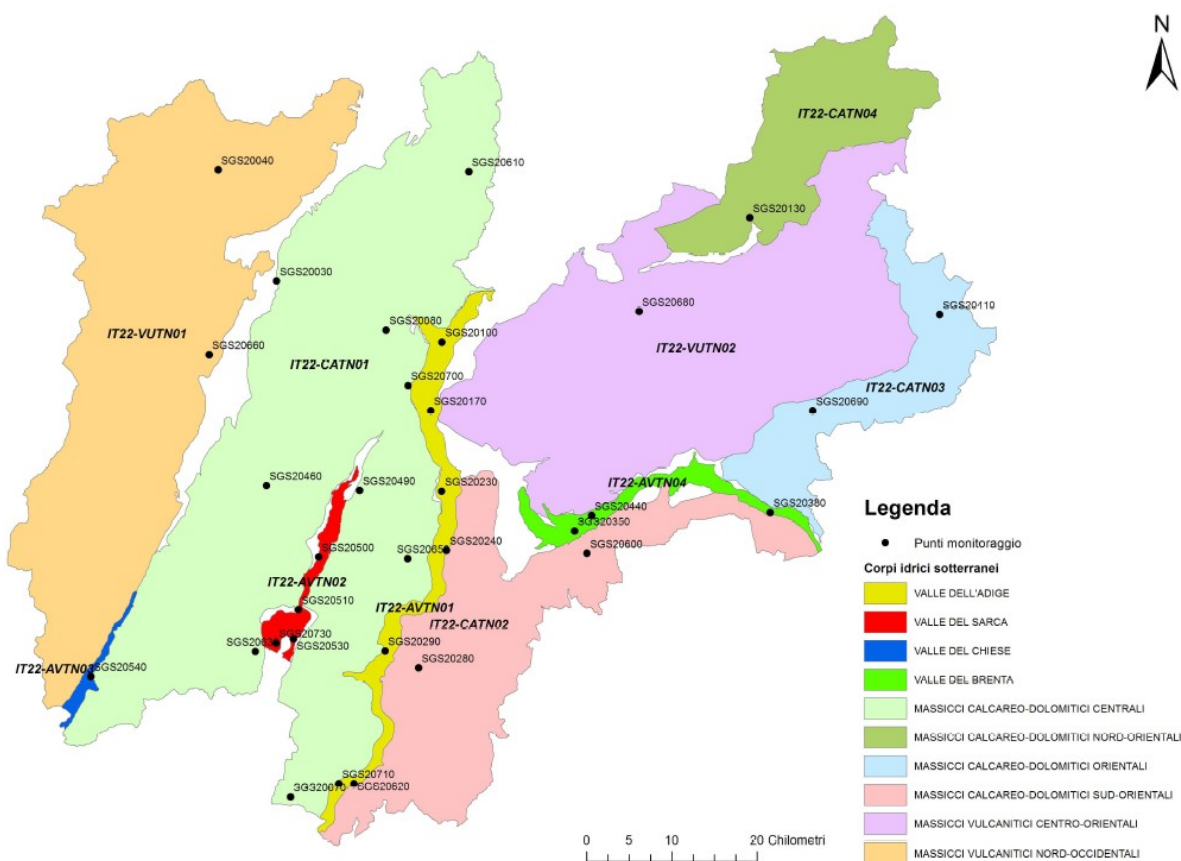 N
IT22-CATN04
SGS20040
SGS20610
SGS20130
SGS20030
SGS20110
SGS20680
SGS20080
SGS20100
IT22-VUTN01
IT22-VUTN02
SGS20660
IT22-CATN01
SGS20700
IT22-CATN03
SGS20170
SGS20690
SGS20460
SGS20490
SGS20230
IT22-AVTN04
SGS20440
SGS20380
SGS20350
SGS20240
SGS20600
SGS20500
IT22-AVTN02
SGS20510
IT22-AVTN01
IT22-CATN02
SGS20730
SGS20530
SGS20290
IT22-AVTN03
SGS20540
SGS20280
SGS20710
SGS20620
Legenda
Punti monitoraggio
Corpi idrici sotterranei
VALLE DELL'ADIGE
VALLE DEL SARCA
VALLE DEL CHIESE
VALLE DEL BRENTA
MASSICCI CALCAREO-DOLOMITICI CENTRALI
MASSICCI CALCAREO-DOLOMITICI NORD-ORIENTALI
MASSICCI CALCAREO-DOLOMITICI ORIENTALI
MASSICCI CALCAREO-DOLOMITICI SUD-ORIENTALI
MASSICCI VULCANITICI CENTRO-ORIENTALI
MASSICCI VULCANITICI NORD-OCCIDENTALI
0 5 10 20 Chilometri